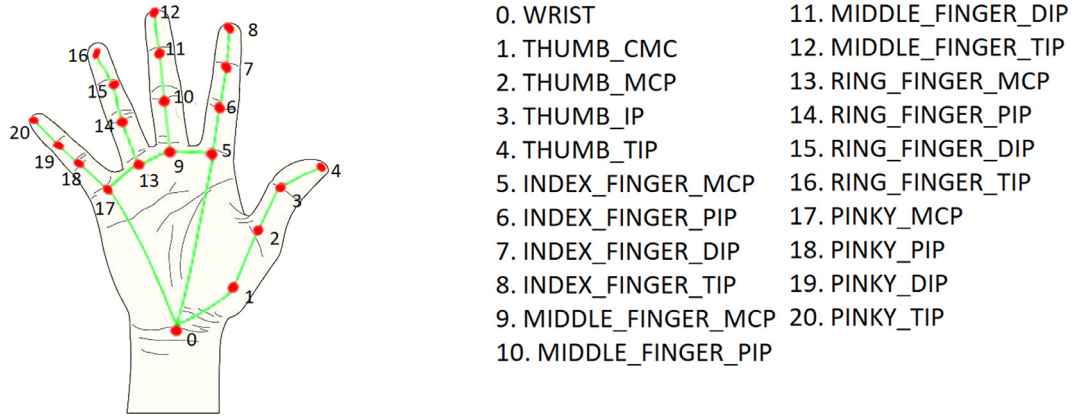 12
11
10
8
7
6
16
15
14
20
19
18
17
13
9
5
4
3
2
1
0
0. WRIST
1. THUMB_CMC
2. THUMB_MCP
3. THUMB_IP
4. THUMB_TIP
5. INDEX_FINGER_MCP
6. INDEX_FINGER_PIP
7. INDEX_FINGER_DIP
8. INDEX_FINGER_TIP
9. MIDDLE_FINGER_MCP
10. MIDDLE_FINGER_PIP
11. MIDDLE_FINGER_DIP
12. MIDDLE_FINGER_TIP
13. RING_FINGER_MCP
14. RING_FINGER_PIP
15. RING_FINGER_DIP
16. RING_FINGER_TIP
17. PINKY_MCP
18. PINKY_PIP
19. PINKY_DIP
20. PINKY_TIP